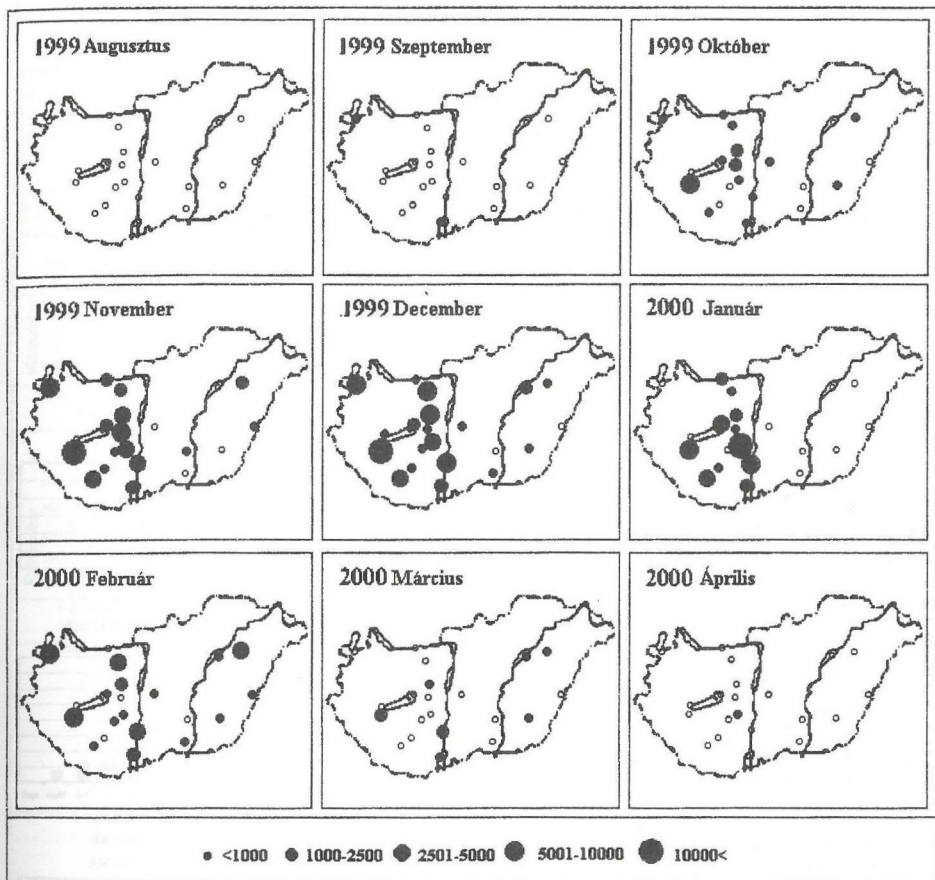 1999 Augusztus
1999 Szeptember
1999 Október
1999 November
1999 December
2000 Január
2000 Február
2000 Március
2000 Április
<1000 1000-2500 2501-5000 5001-10000 10000<